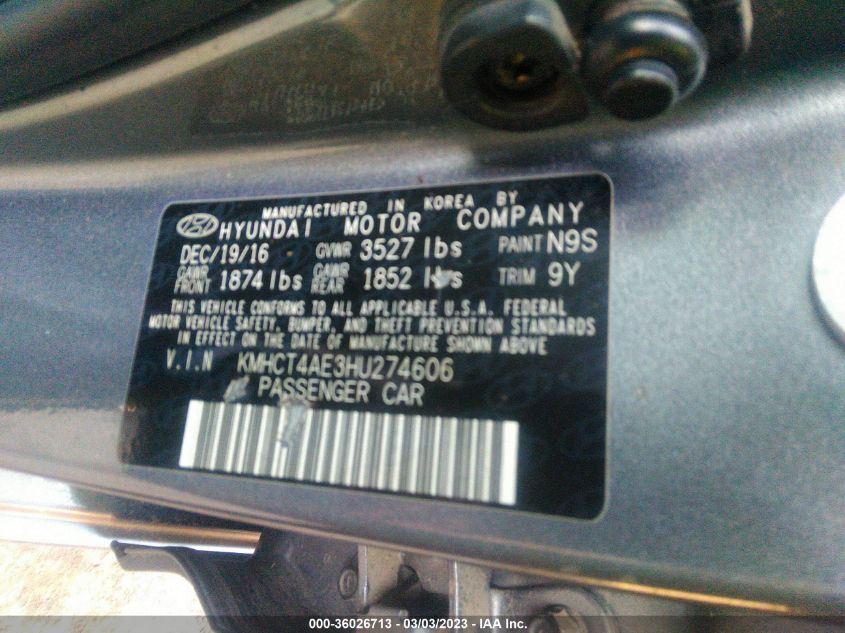 MANUFACTURED IN KOREA BY
HYUNDAI MOTOR COMPANY
DEC/19/16 GVWR 3527 lbs PAINT N9S
GAWR FRONT 1874 lbs GAWR REAR 1852 lbs TRIM 9Y
THIS VEHICLE CONFORMS TO ALL APPLICABLE U.S.A. FEDERAL
MOTOR VEHICLE SAFETY, BUMPER, AND THEFT PREVENTION STANDARDS
IN EFFECT ON THE DATE OF MANUFACTURE SHOWN ABOVE
V.I.N KMHCT4AE3HU274606
PASSENGER CAR
000-36026713 - 03/03/2023 - IAA Inc.